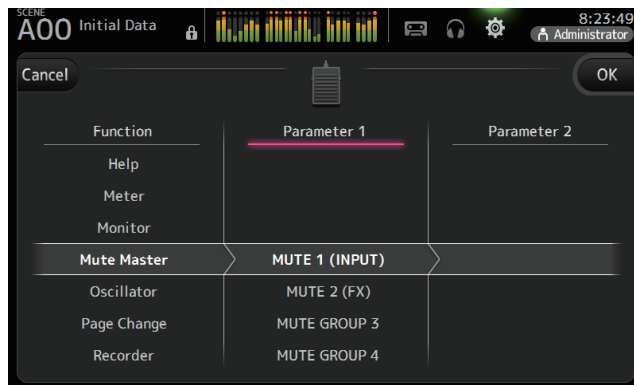 SCENE
A00 Initial Data
8:23:49
Administrator
Cancel
OK
Function Parameter 1 Parameter 2
Help
Meter
Monitor
Mute Master MUTE 1 (INPUT)
Oscillator MUTE 2 (FX)
Page Change MUTE GROUP 3
Recorder MUTE GROUP 4